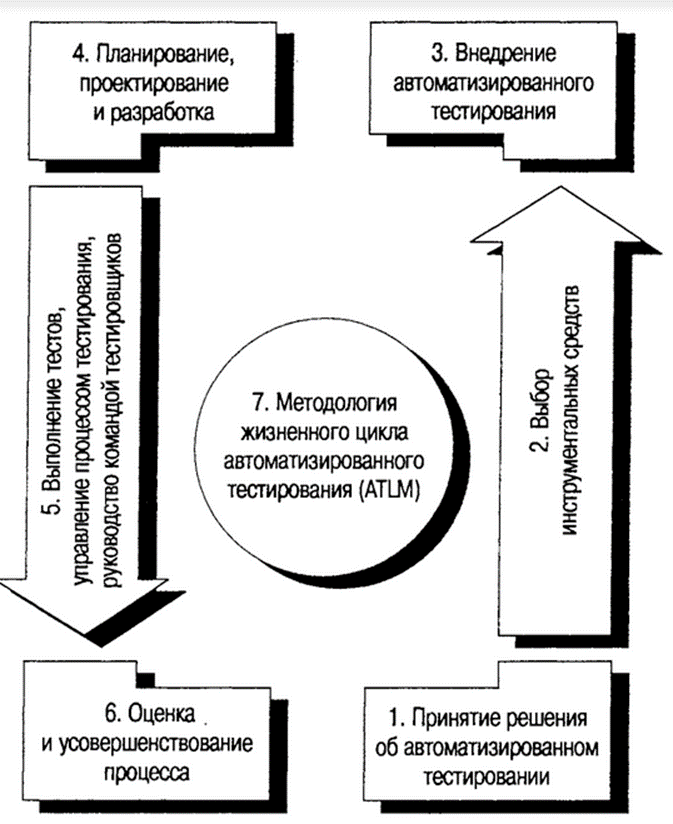 4. Планирование,
проектирование
и разработка
3. Внедрение
автоматизированного
тестирования
5. Выполнение тестов,
управление процессом тестирования,
руководство командой тестировщиков
7. Методология
жизненного цикла
автоматизированного
тестирования (ATLM)
2. Выбор
инструментальных средств
6. Оценка
и усовершенствование
процесса
1. Принятие решения
об автоматизированном
тестировании